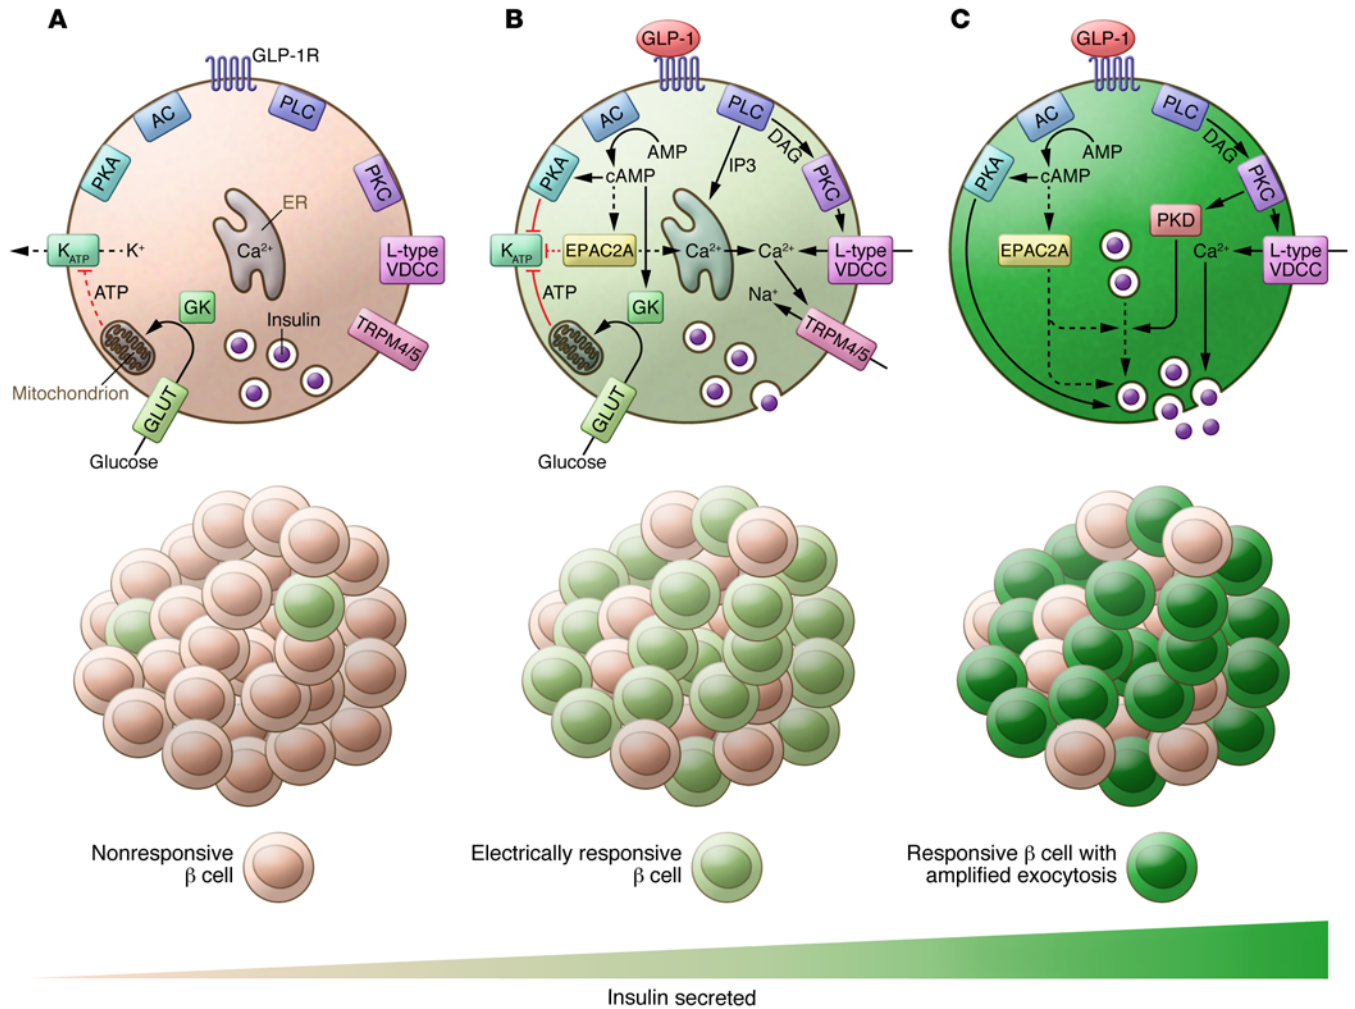 A
GLP-1R
AC
PLC
PKA
PKC
ER
K ATP
K⁺
Ca²⁺
L-type
VDCC
ATP
GK
Insulin
TRPM4/5
Mitochondrion
GLUT
Glucose
B
GLP-1
AC
PLC
AMP
DAG
IP3
PKA
cAMP
PKC
K ATP
EPAC2A
Ca²⁺
Ca²⁺
L-type
VDCC
ATP
GK
Na⁺
TRPM4/5
GLUT
Glucose
C
GLP-1
AC
PLC
AMP
DAG
PKA
cAMP
PKC
PKD
EPAC2A
Ca²⁺
L-type
VDCC
Nonresponsive
β cell
Electrically responsive
β cell
Responsive β cell with
amplified exocytosis
Insulin secreted